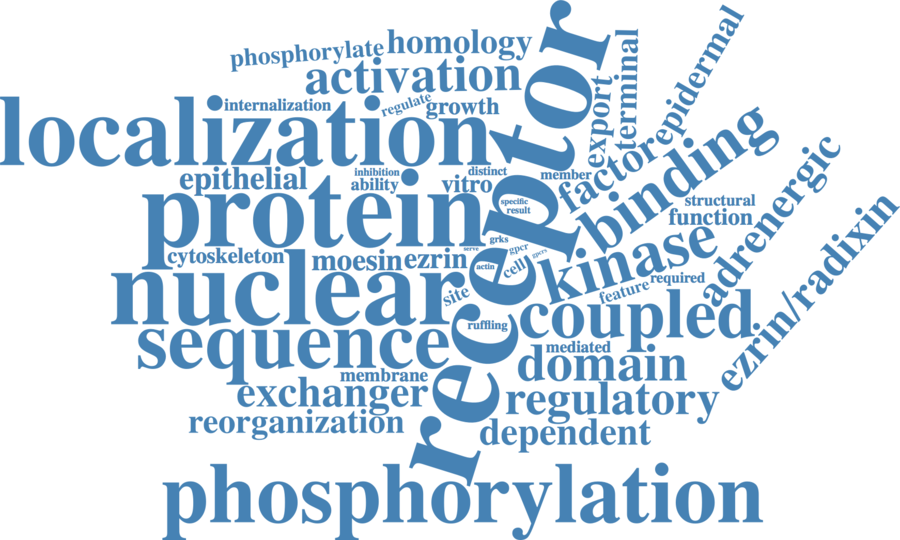 phosphorylate
homology
activation
internalization
regulate
growth
localization
epithelial
inhibition
ability
vitro
distinct
protein
cytoskeleton
moesin
ezrin
nuclear
site
sequence
membrane
exchanger
reorganization
phosphorylation
receptor
specific
result
serve
grks
gpcr
gpcrs
actin
cell
ruffling
export
terminal
epidermal
member
factor
binding
structural
function
adrenergic
kinase
feature
required
coupled
ezrin/radixin
mediated
domain
regulatory
dependent